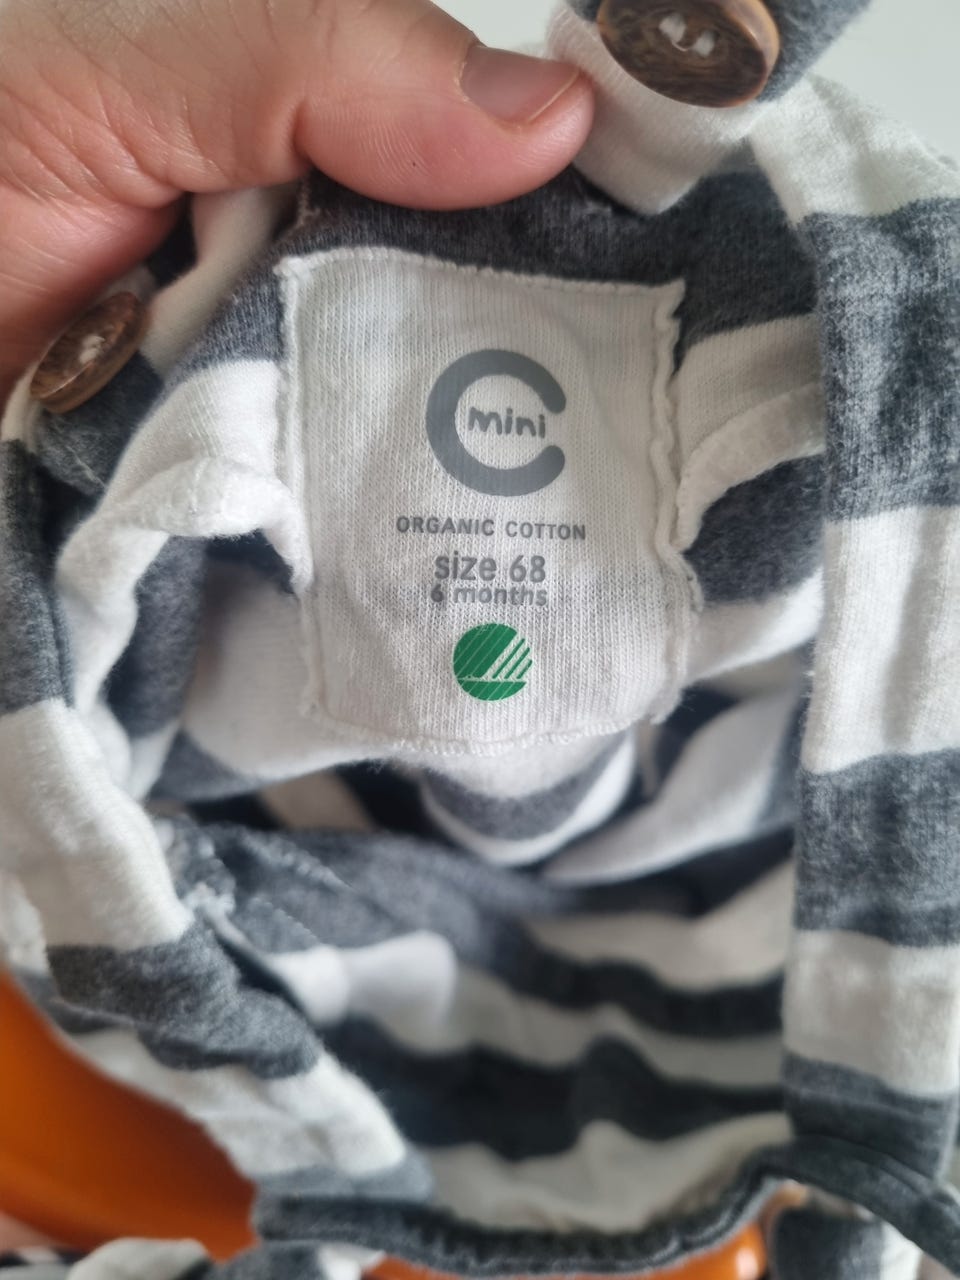 mini
ORGANIC COTTON
size 68
6 months